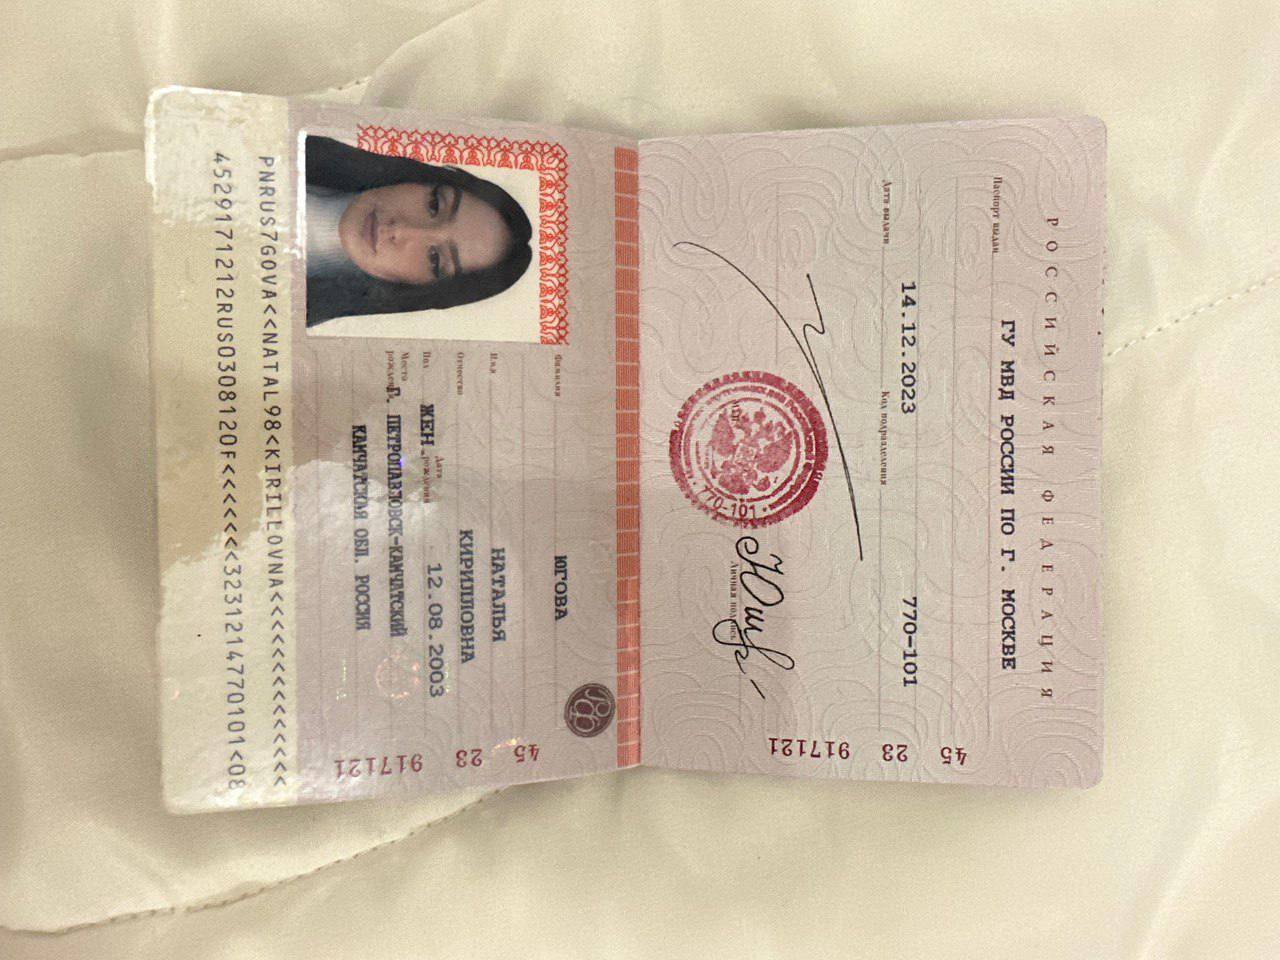 РОССИЙСКАЯ ФЕДЕРАЦИЯ
Паспорт выдан
ГУ МВД РОССИИ ПО Г. МОСКВЕ
Дата выдачи
14.12.2023
Код подразделения
770-101
Личная подпись
770-101
45 23 917121
Фамилия
ЮГОВА
Имя
НАТАЛЬЯ
Отчество
КИРИЛЛОВНА
Пол
ЖЕН.
Дата рождения
12.08.2003
Место рождения
Г. ПЕТРОПАВЛОВСК-КАМЧАТСКИЙ
КАМЧАТСКАЯ ОБЛ. РОССИЯ
45 23 917121
PNRUS7GOVA<<NATAL98<KIRILLOVNA<<<<<<<<<<<<<<
4529171212RUS0308120F<<<<<<<3231214770101<08